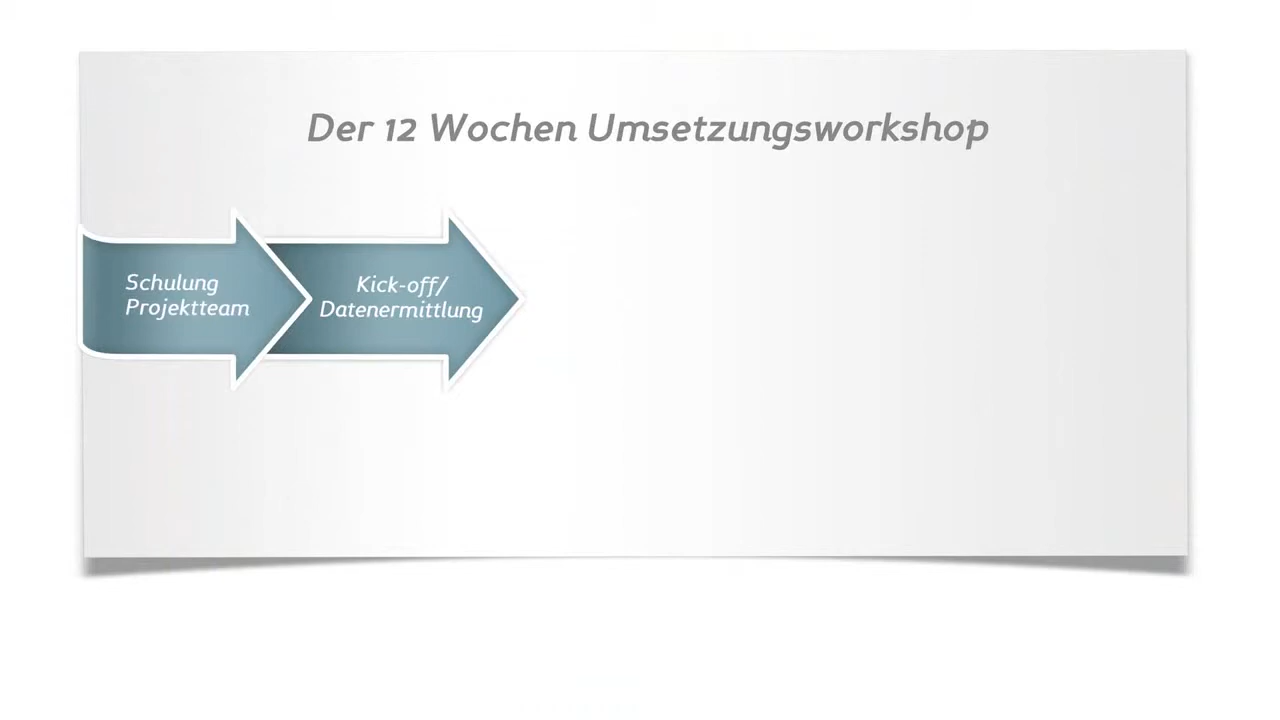 Der 12 Wochen Umsetzungsworkshop
Schulung
Projektteam
Kick-off/
Datenermittlung